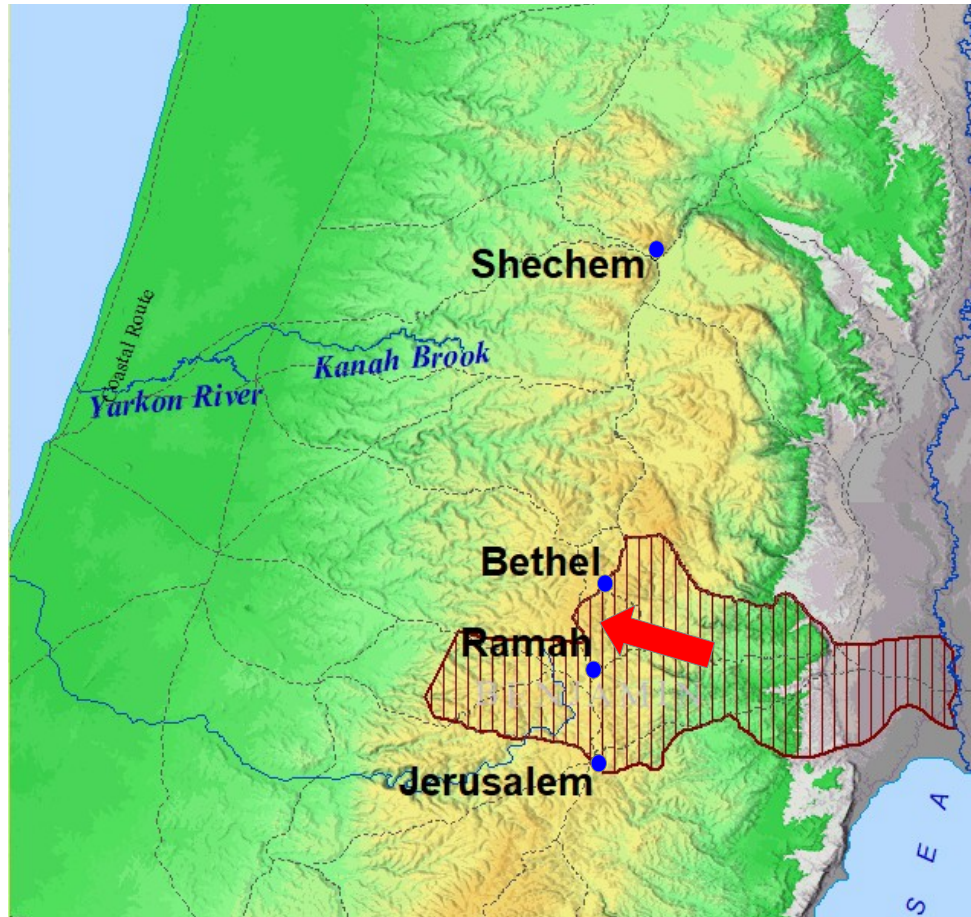 Shechem
Coastal Route
Kanah Brook
Yarkon River
Bethel
Ramah
BENJAMIN
Jerusalem
SEA